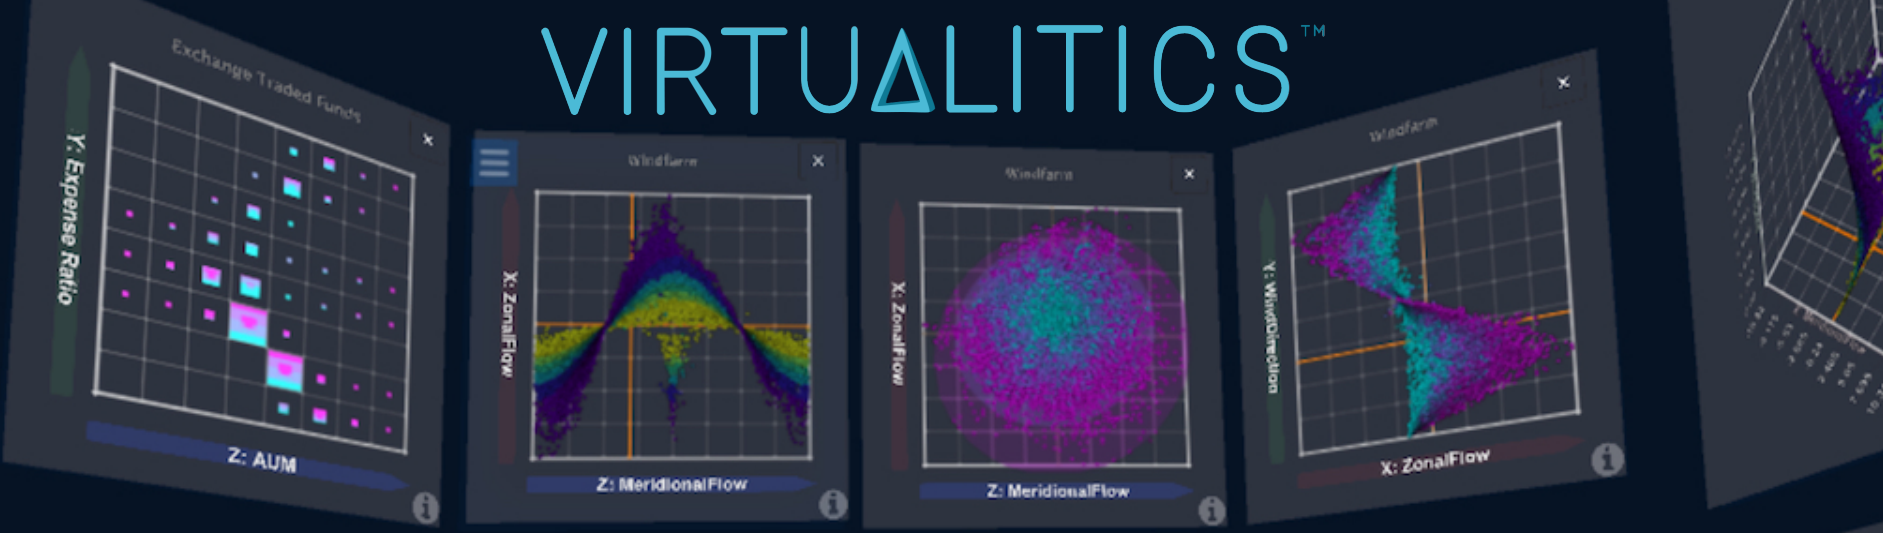 VIRTUALITICS™
Exchange Traded Funds
Y: Expense Ratio
Z: AUM
Windfarm
X: ZonalFlow
Z: MeridionalFlow
Windfarm
X: ZonalFlow
Z: MeridionalFlow
Windfarm
Y: WindDirection
X: ZonalFlow